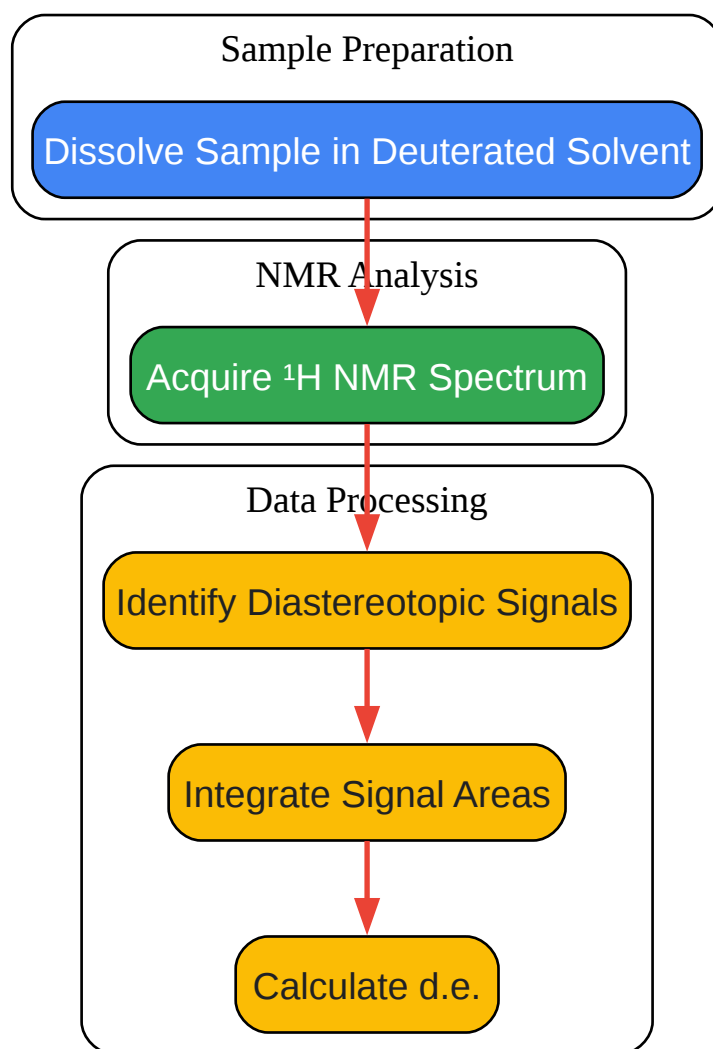 Sample Preparation
Dissolve Sample in Deuterated Solvent
NMR Analysis
Acquire ¹H NMR Spectrum
Data Processing
Identify Diastereotopic Signals
Integrate Signal Areas
Calculate d.e.